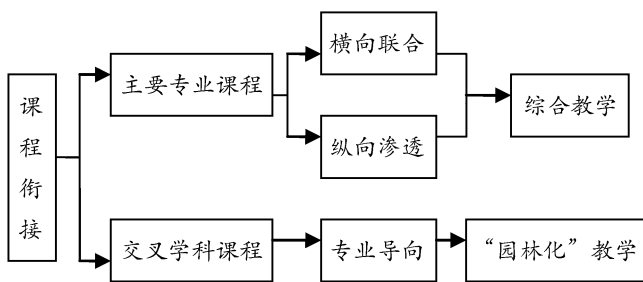 课程衔接
主要专业课程
横向联合
纵向渗透
综合教学
交叉学科课程
专业导向
“园林化”教学